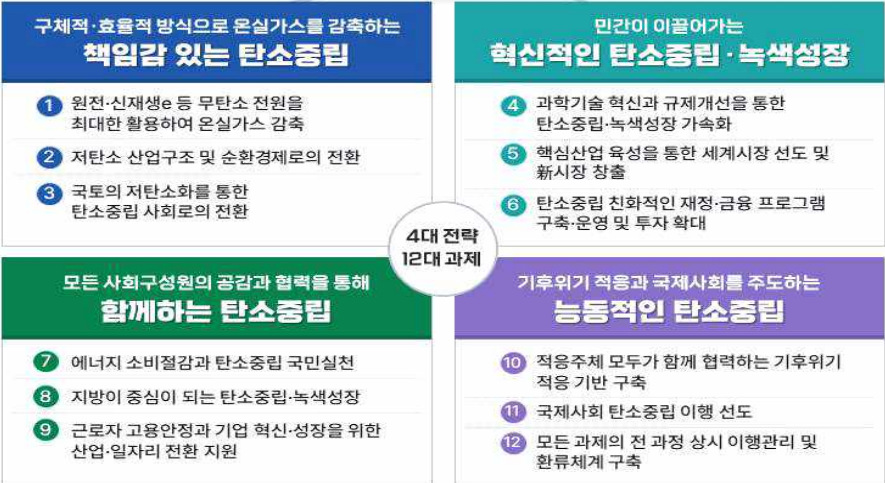 구체적·효율적 방식으로 온실가스를 감축하는
책임감 있는 탄소중립
1 원전·신재생e 등 무탄소 전원을
최대한 활용하여 온실가스 감축
2 저탄소 산업구조 및 순환경제로의 전환
3 국토의 저탄소화를 통한
탄소중립 사회로의 전환
민간이 이끌어가는
혁신적인 탄소중립·녹색성장
4 과학기술 혁신과 규제개선을 통한
탄소중립·녹색성장 가속화
5 핵심산업 육성을 통한 세계시장 선도 및
新시장 창출
6 탄소중립 친화적인 재정·금융 프로그램
구축·운영 및 투자 확대
4대 전략
12대 과제
모든 사회구성원의 공감과 협력을 통해
함께하는 탄소중립
7 에너지 소비절감과 탄소중립 국민실천
8 지방이 중심이 되는 탄소중립·녹색성장
9 근로자 고용안정과 기업 혁신·성장을 위한
산업·일자리 전환 지원
기후위기 적응과 국제사회를 주도하는
능동적인 탄소중립
10 적응주체 모두가 함께 협력하는 기후위기
적응 기반 구축
11 국제사회 탄소중립 이행 선도
12 모든 과제의 전 과정 상시 이행관리 및
환류체계 구축